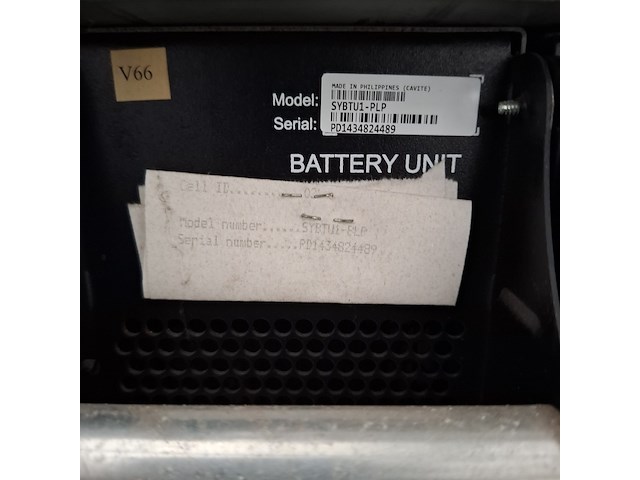 V66
MADE IN PHILIPPINES (CAVITE)
Model: SYBTU1-PLP
Serial: PD1434824489
BATTERY UNIT
Cell ID........
Model number......SYBTU1-PLP
Serial number.....PD1434824489